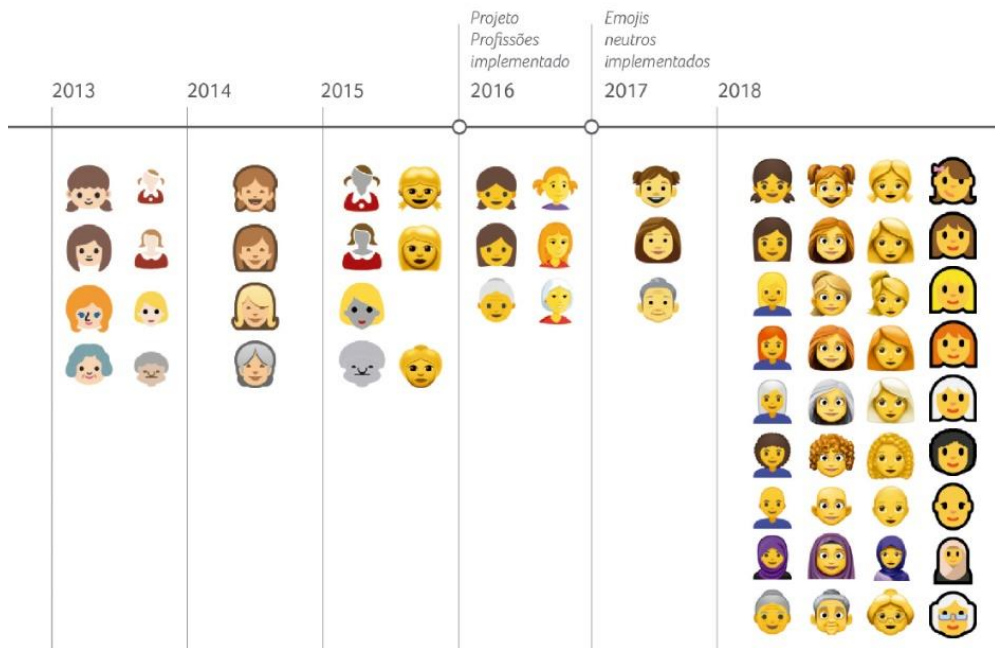 Projeto
Profissões
implementado
Emojis
neutros
implementados
2013
2014
2015
2016
2017
2018